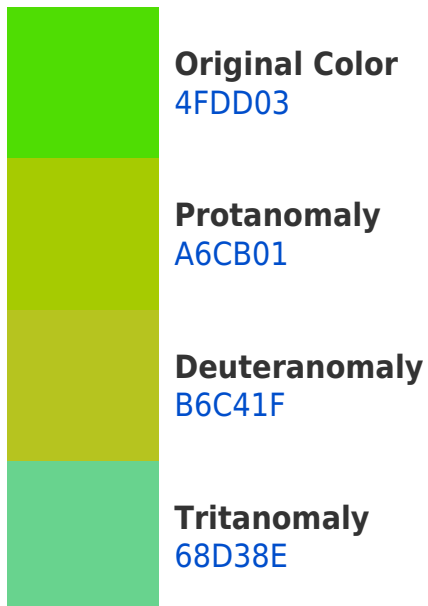 Original Color
4FDD03
Protanomaly
A6CB01
Deuteranomaly
B6C41F
Tritanomaly
68D38E